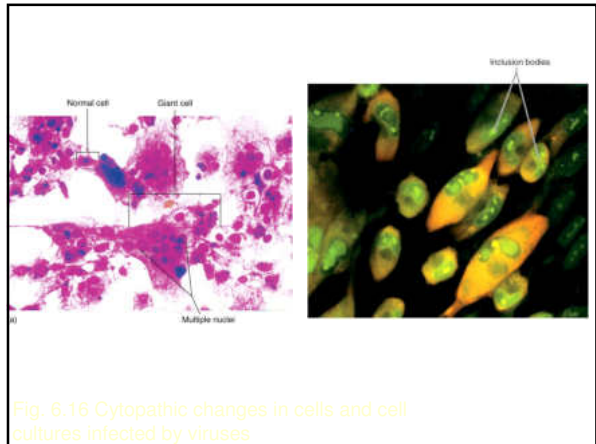 Inclusion bodies
Normal cell
Giant cell
Multiple nuclei
Fig. 6.16 Cytopathic changes in cells and cell
cultures infected by viruses